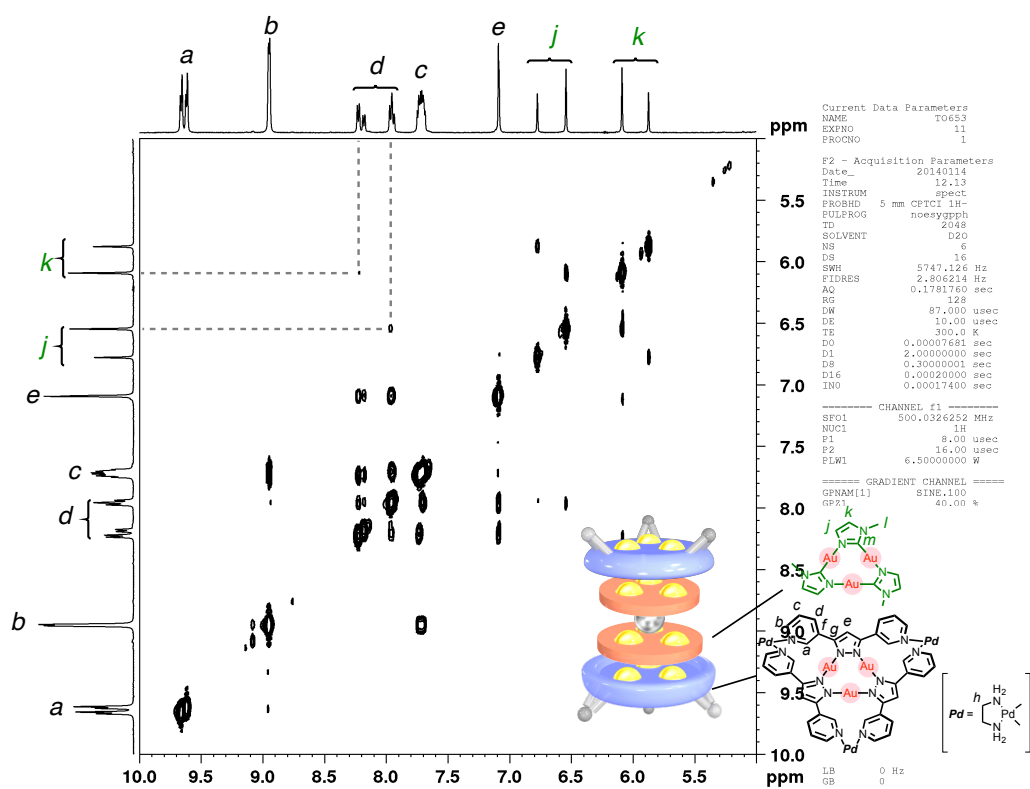 a
b
d
c
e
j
k
ppm
5.5
6.0
6.5
7.0
7.5
8.0
8.5
9.0
9.5
10.0
k
j
e
c
d
b
a
10.0 9.5 9.0 8.5 8.0 7.5 7.0 6.5 6.0 5.5 ppm
Current Data Parameters
NAME TO653
EXPNO 11
PROCNO 1
F2 - Acquisition Parameters
Date_ 20140114
Time 12.13
INSTRUM spect
PROBHD 5 mm CPTCI 1H-
PULPROG noesygpph
TD 2048
SOLVENT D2O
NS 6
DS 16
SWH 5747.126 Hz
FIDRES 2.806214 Hz
AQ 0.1781760 sec
RG 128
DW 87.000 usec
DE 10.00 usec
TE 300.0 K
D0 0.00007681 sec
D1 2.00000000 sec
D8 0.30000001 sec
D16 0.00020000 sec
IN0 0.00017400 sec
======== CHANNEL f1 ========
SFO1 500.0326252 MHz
NUC1 1H
P1 8.00 usec
P2 16.00 usec
PLW1 6.50000000 W
====== GRADIENT CHANNEL =====
GPNAM[1] SINE.100
GPZ1 40.00 %
j k l
N N m
Au Au
N N Au N N
b c d f g e a
Pd N N N N N Pd
N Au Au N
N N Au N N
N N
Pd
Pd =
h
NH2
Pd
N
H2
LB 0 Hz
GB 0